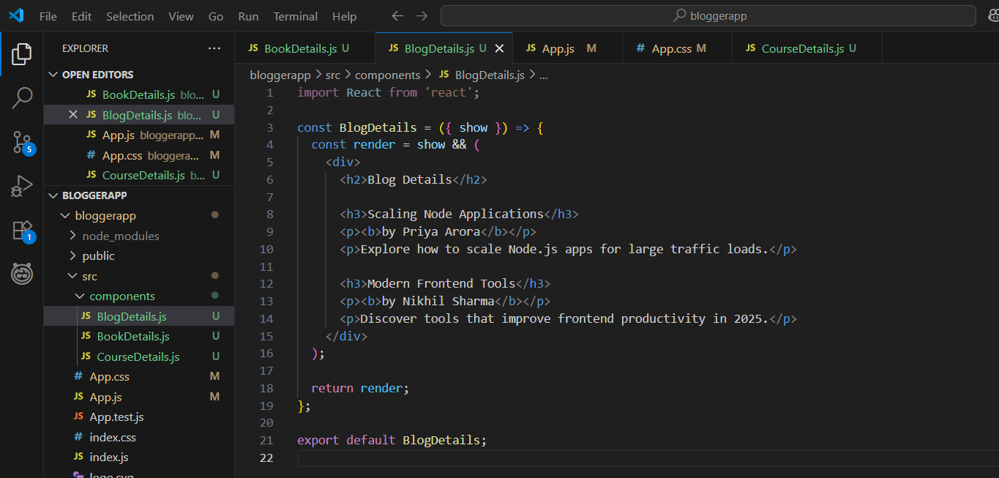 File Edit Selection View Go Run Terminal Help bloggerapp
EXPLORER ...
OPEN EDITORS
JS BookDetails.js bloo... U
JS BlogDetails.js bloo... U
JS App.js bloggerapp... M
# App.css bloggera... M
JS CourseDetails.js b... U
BLOGGERAPP
bloggerapp
node_modules
public
src
components
JS BlogDetails.js U
JS BookDetails.js U
JS CourseDetails.js U
# App.css M
JS App.js M
JS App.test.js
# index.css
JS index.js
logo.svg
5
1
JS BookDetails.js U JS BlogDetails.js U JS App.js M # App.css M JS CourseDetails.js U
bloggerapp > src > components > JS BlogDetails.js > ...
1 import React from 'react';
2
3 const BlogDetails = ({ show }) => {
4 const render = show && (
5 <div>
6 <h2>Blog Details</h2>
7
8 <h3>Scaling Node Applications</h3>
9 <p><b>by Priya Arora</b></p>
10 <p>Explore how to scale Node.js apps for large traffic loads.</p>
11
12 <h3>Modern Frontend Tools</h3>
13 <p><b>by Nikhil Sharma</b></p>
14 <p>Discover tools that improve frontend productivity in 2025.</p>
15 </div>
16 );
17
18 return render;
19 };
20
21 export default BlogDetails;
22